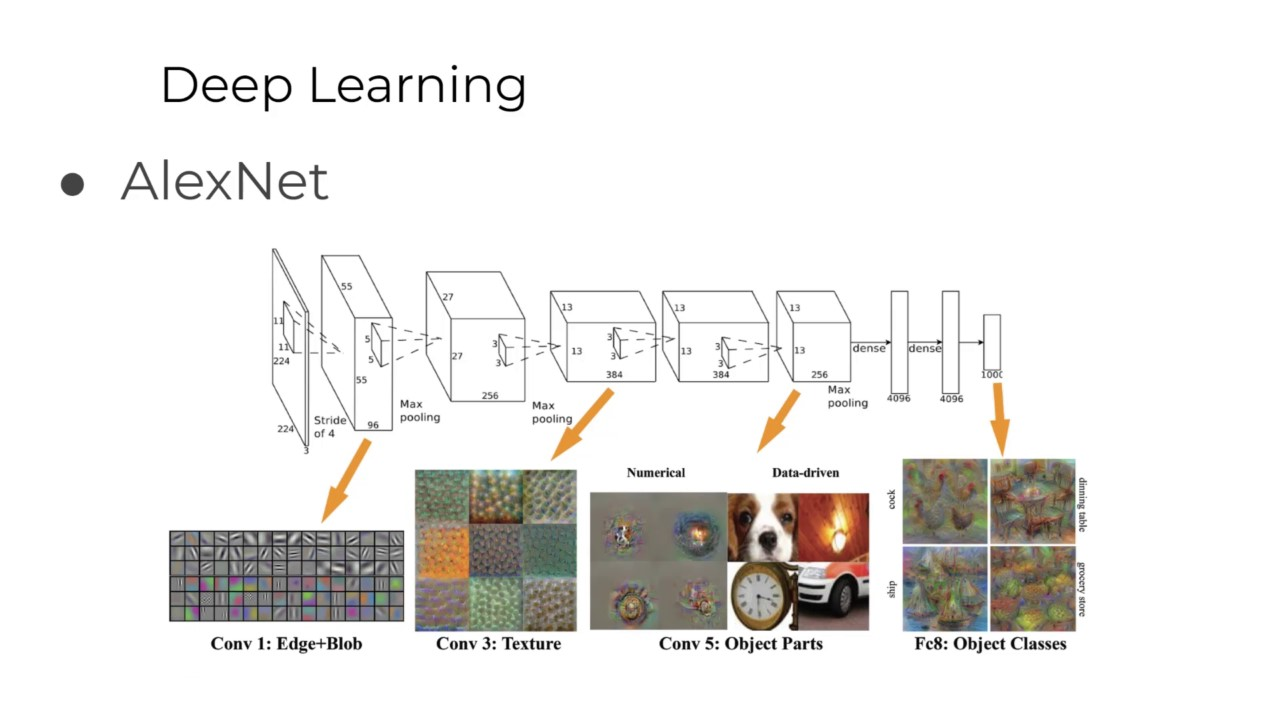 Deep Learning
● AlexNet
55
27
13
13
13
11
5
3
3
3
11
27
13
13
13
dense
dense
224
5
3
3
3
55
384
384
256
1000
256
Max
pooling
4096
4096
224
Stride
of 4
96
Max
pooling
Max
pooling
3
Numerical
Data-driven
cock
dinning table
ship
grocery store
Conv 1: Edge+Blob
Conv 3: Texture
Conv 5: Object Parts
Fc8: Object Classes